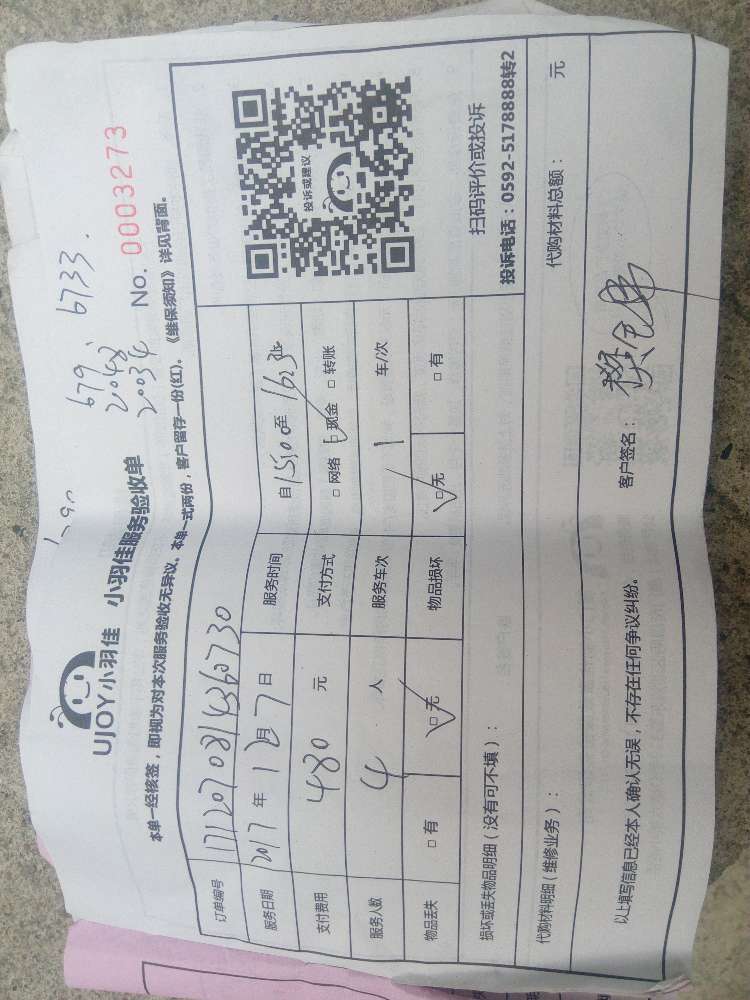 679、6733.
2048
20034
UJOY小羽佳 小羽佳服务验收单 No. 0003273
本单一经核签，即视为对本次服务验收无异议。本单一式两份，客户留存一份(红)。《维保须知》详见背面。
订单编号 171207081436730
服务日期 2017 年 12 月 7 日 服务时间 自 15:00 至 16:23
支付费用 480 元 支付方式 □ 网络 □ 现金 □ 转账
服务人数 4 人 服务车次 1 车/次
物品丢失 □ 有 □ 无 物品损坏 □ 无 □ 有
投诉或建议
扫码评价或投诉
投诉电话：0592-5178888转2
损坏或丢失物品明细（没有可不填）：
代购材料明细（维修业务）： 代购材料总额： 元
以上填写信息已经本人确认无误，不存在任何争议纠纷。 客户签名：